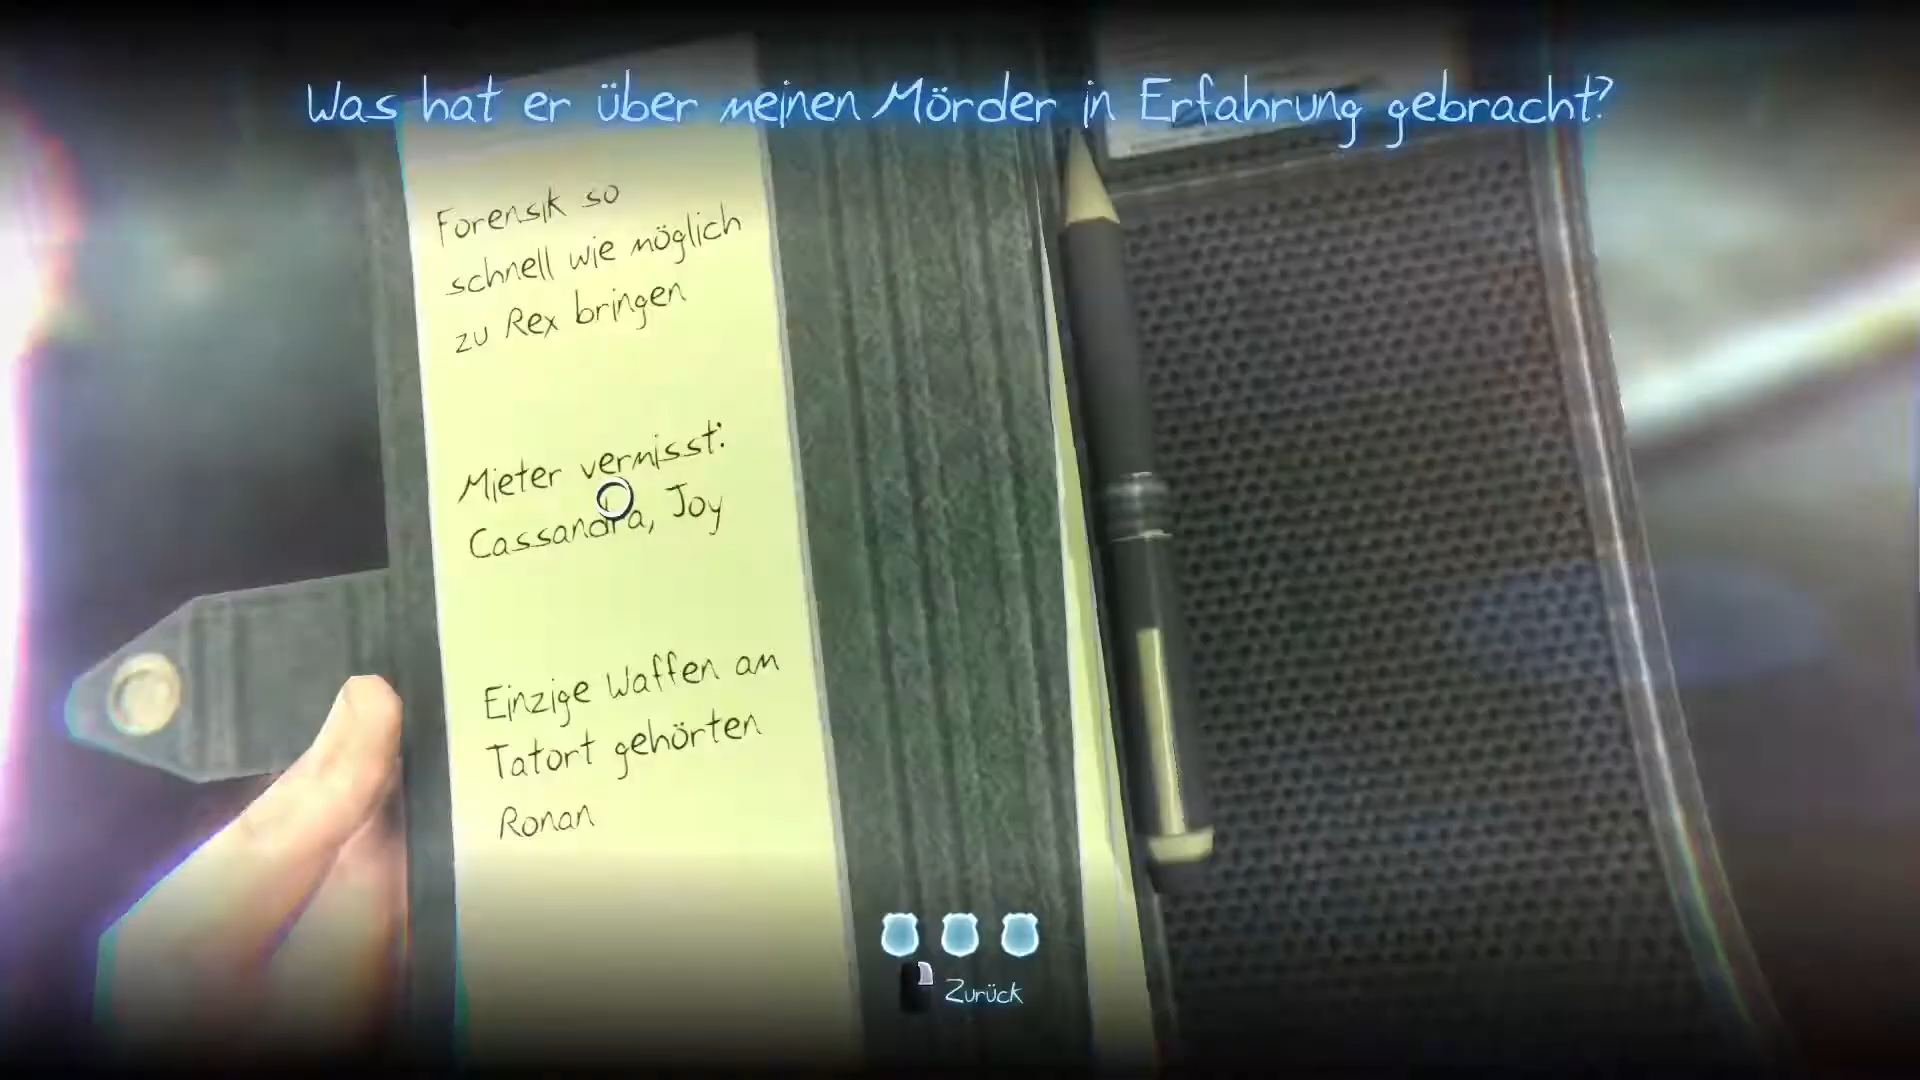 Was hat er über meinen Mörder in Erfahrung gebracht?
Forensik so
schnell wie möglich
zu Rex bringen
Mieter vermisst:
Cassandra, Joy
Einzige Waffen am
Tatort gehörten
Ronan
Zurück